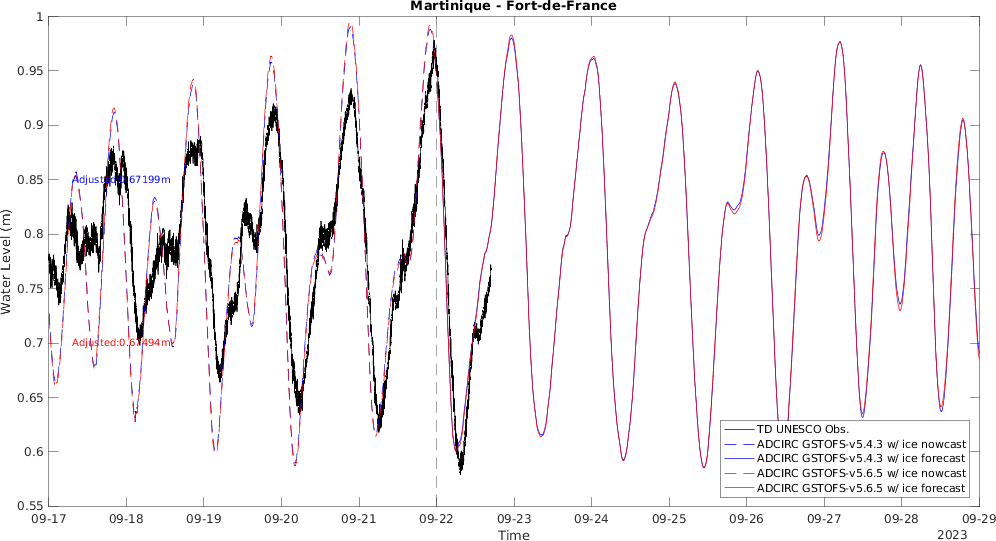 Martinique - Fort-de-France
1
0.95
0.9
0.85
0.8
0.75
0.7
0.65
0.6
0.55
Water Level (m)
Adjusted:0.67199m
Adjusted:0.67494m
TD UNESCO Obs.
ADCIRC GSTOFS-v5.4.3 w/ ice nowcast
ADCIRC GSTOFS-v5.4.3 w/ ice forecast
ADCIRC GSTOFS-v5.6.5 w/ ice nowcast
ADCIRC GSTOFS-v5.6.5 w/ ice forecast
09-17 09-18 09-19 09-20 09-21 09-22 09-23 09-24 09-25 09-26 09-27 09-28 09-29
Time
2023